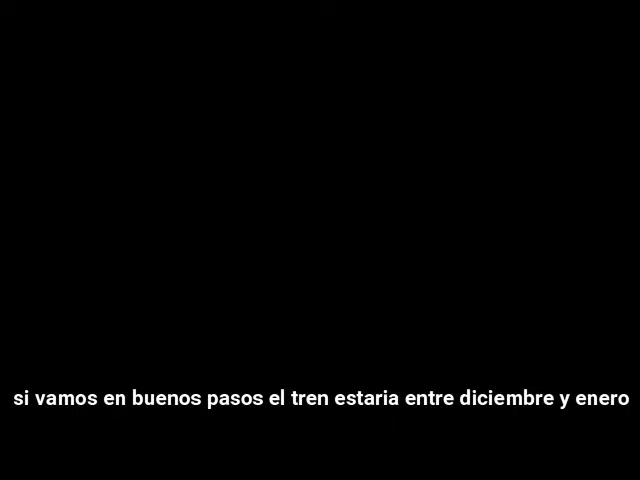 si vamos en buenos pasos el tren estaria entre diciembre y enero